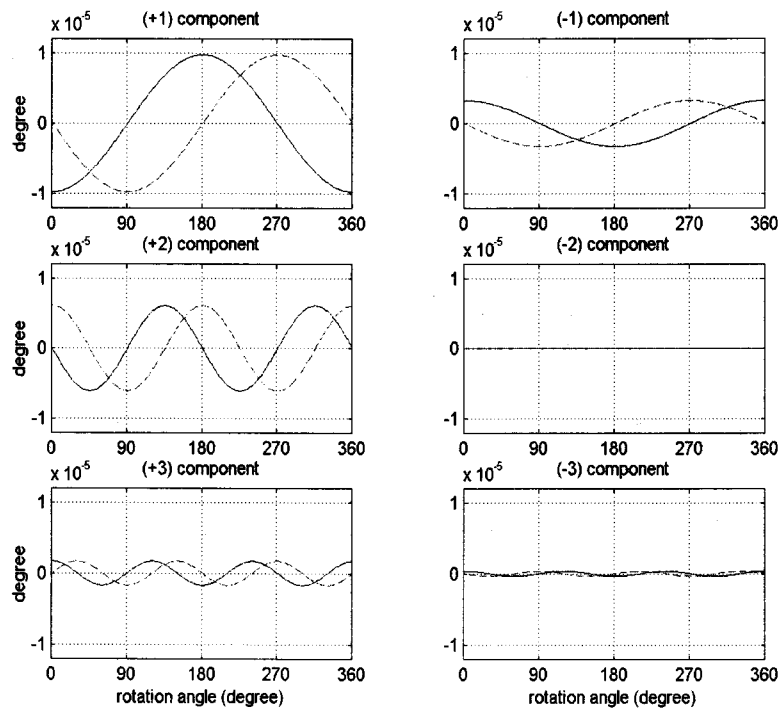 x 10^-5 (+1) component
1
0
-1
degree
0 90 180 270 360
x 10^-5 (-1) component
1
0
-1
0 90 180 270 360
x 10^-5 (+2) component
1
0
-1
degree
0 90 180 270 360
x 10^-5 (-2) component
1
0
-1
0 90 180 270 360
x 10^-5 (+3) component
1
0
-1
degree
0 90 180 270 360
rotation angle (degree)
x 10^-5 (-3) component
1
0
-1
0 90 180 270 360
rotation angle (degree)